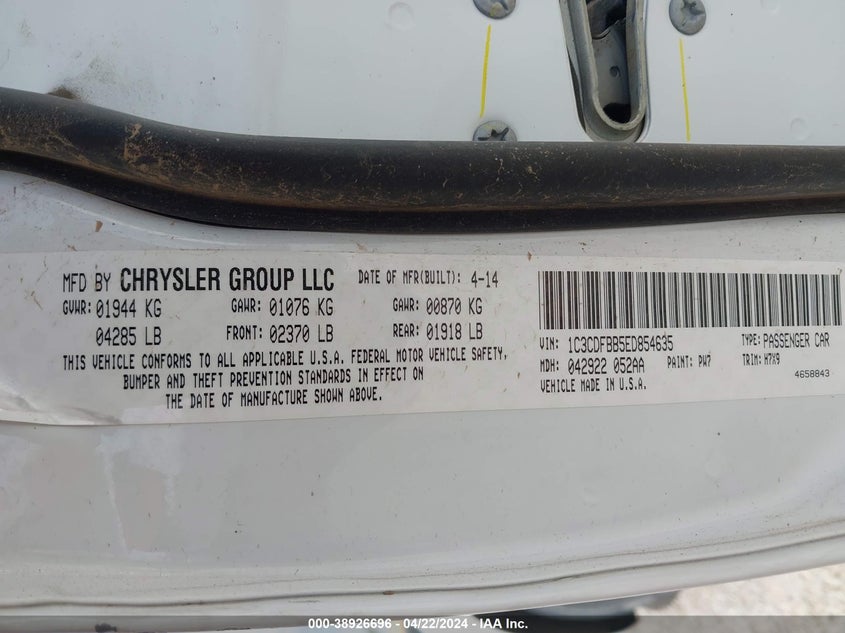 MFD BY CHRYSLER GROUP LLC DATE OF MFR(BUILT): 4-14
GVWR: 01944 KG GAWR: 01076 KG GAWR: 00870 KG
04285 LB FRONT: 02370 LB REAR: 01918 LB
THIS VEHICLE CONFORMS TO ALL APPLICABLE U.S.A. FEDERAL MOTOR VEHICLE SAFETY,
BUMPER AND THEFT PREVENTION STANDARDS IN EFFECT ON
THE DATE OF MANUFACTURE SHOWN ABOVE.
VIN: 1C3CDFBB5ED854635 TYPE: PASSENGER CAR
MDH: 042922 052AA PAINT: PW7 TRIM: H7X9
VEHICLE MADE IN U.S.A. 4658843
000-38926696 - 04/22/2024 - IAA Inc.